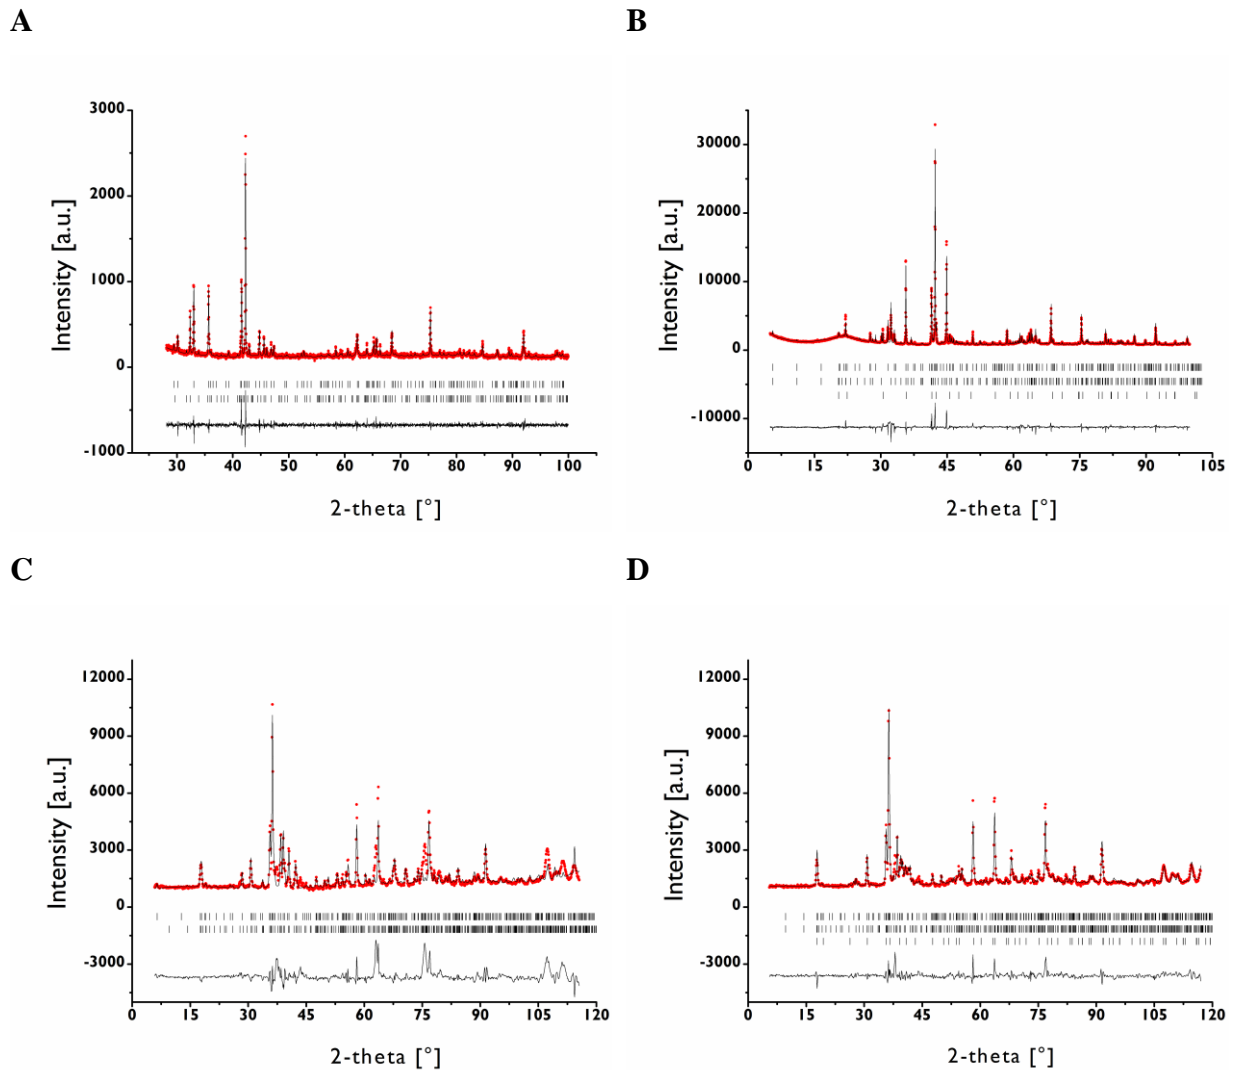 A
B
3000
2000
1000
0
-1000
Intensity [a.u.]
30 40 50 60 70 80 90 100
2-theta [°]
30000
20000
10000
0
-10000
Intensity [a.u.]
0 15 30 45 60 75 90 105
2-theta [°]
C
D
12000
9000
6000
3000
0
-3000
Intensity [a.u.]
0 15 30 45 60 75 90 105 120
2-theta [°]
12000
9000
6000
3000
0
-3000
Intensity [a.u.]
0 15 30 45 60 75 90 105 120
2-theta [°]